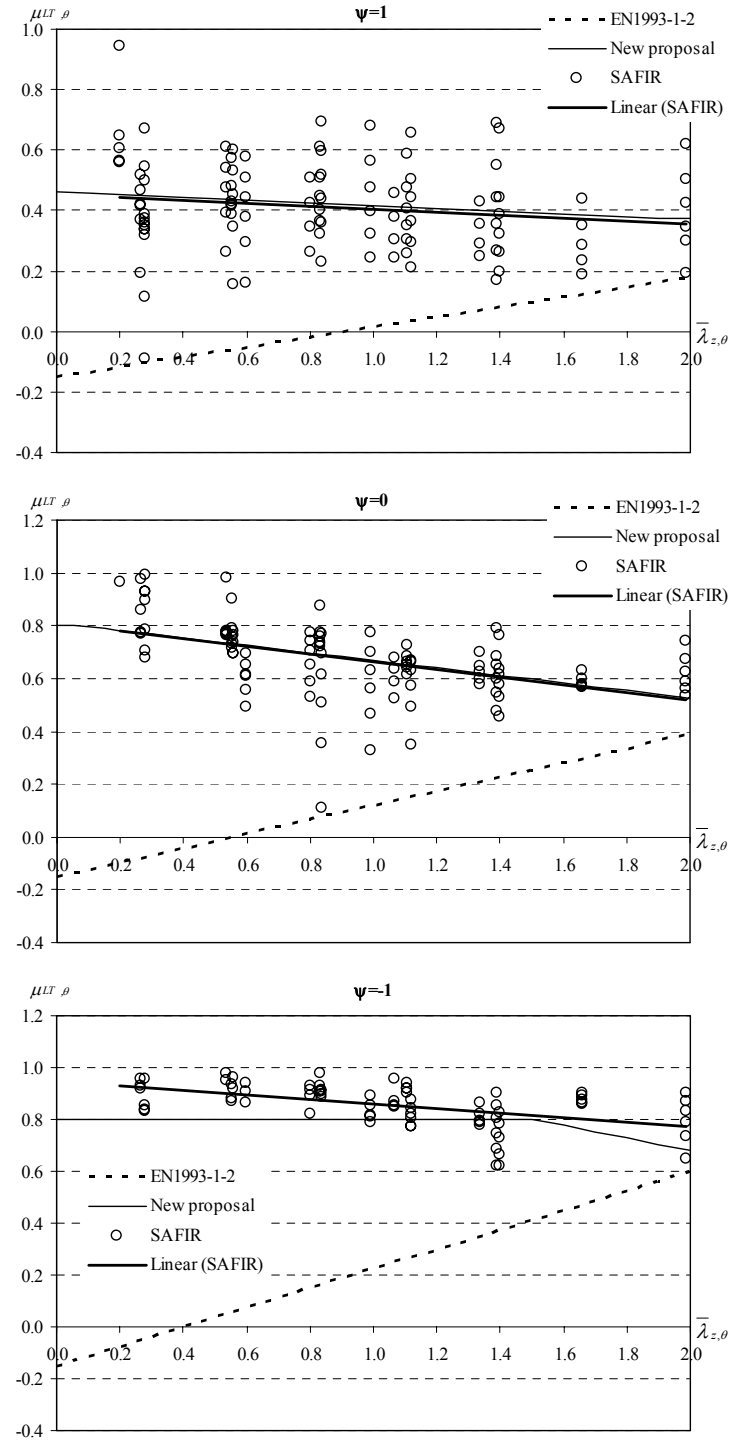 μLT,θ
ψ=1
EN1993-1-2
New proposal
SAFIR
Linear (SAFIR)
1.0
0.8
0.6
0.4
0.2
0.0
-0.2
-0.4
0.0 0.2 0.4 0.6 0.8 1.0 1.2 1.4 1.6 1.8 2.0
λ̅z,θ
μLT,θ
ψ=0
EN1993-1-2
New proposal
SAFIR
Linear (SAFIR)
1.2
1.0
0.8
0.6
0.4
0.2
0.0
-0.2
-0.4
0.0 0.2 0.4 0.6 0.8 1.0 1.2 1.4 1.6 1.8 2.0
λ̅z,θ
μLT,θ
ψ=-1
1.2
1.0
0.8
0.6
0.4
0.2
0.0
-0.2
-0.4
EN1993-1-2
New proposal
SAFIR
Linear (SAFIR)
0.0 0.2 0.4 0.6 0.8 1.0 1.2 1.4 1.6 1.8 2.0
λ̅z,θ